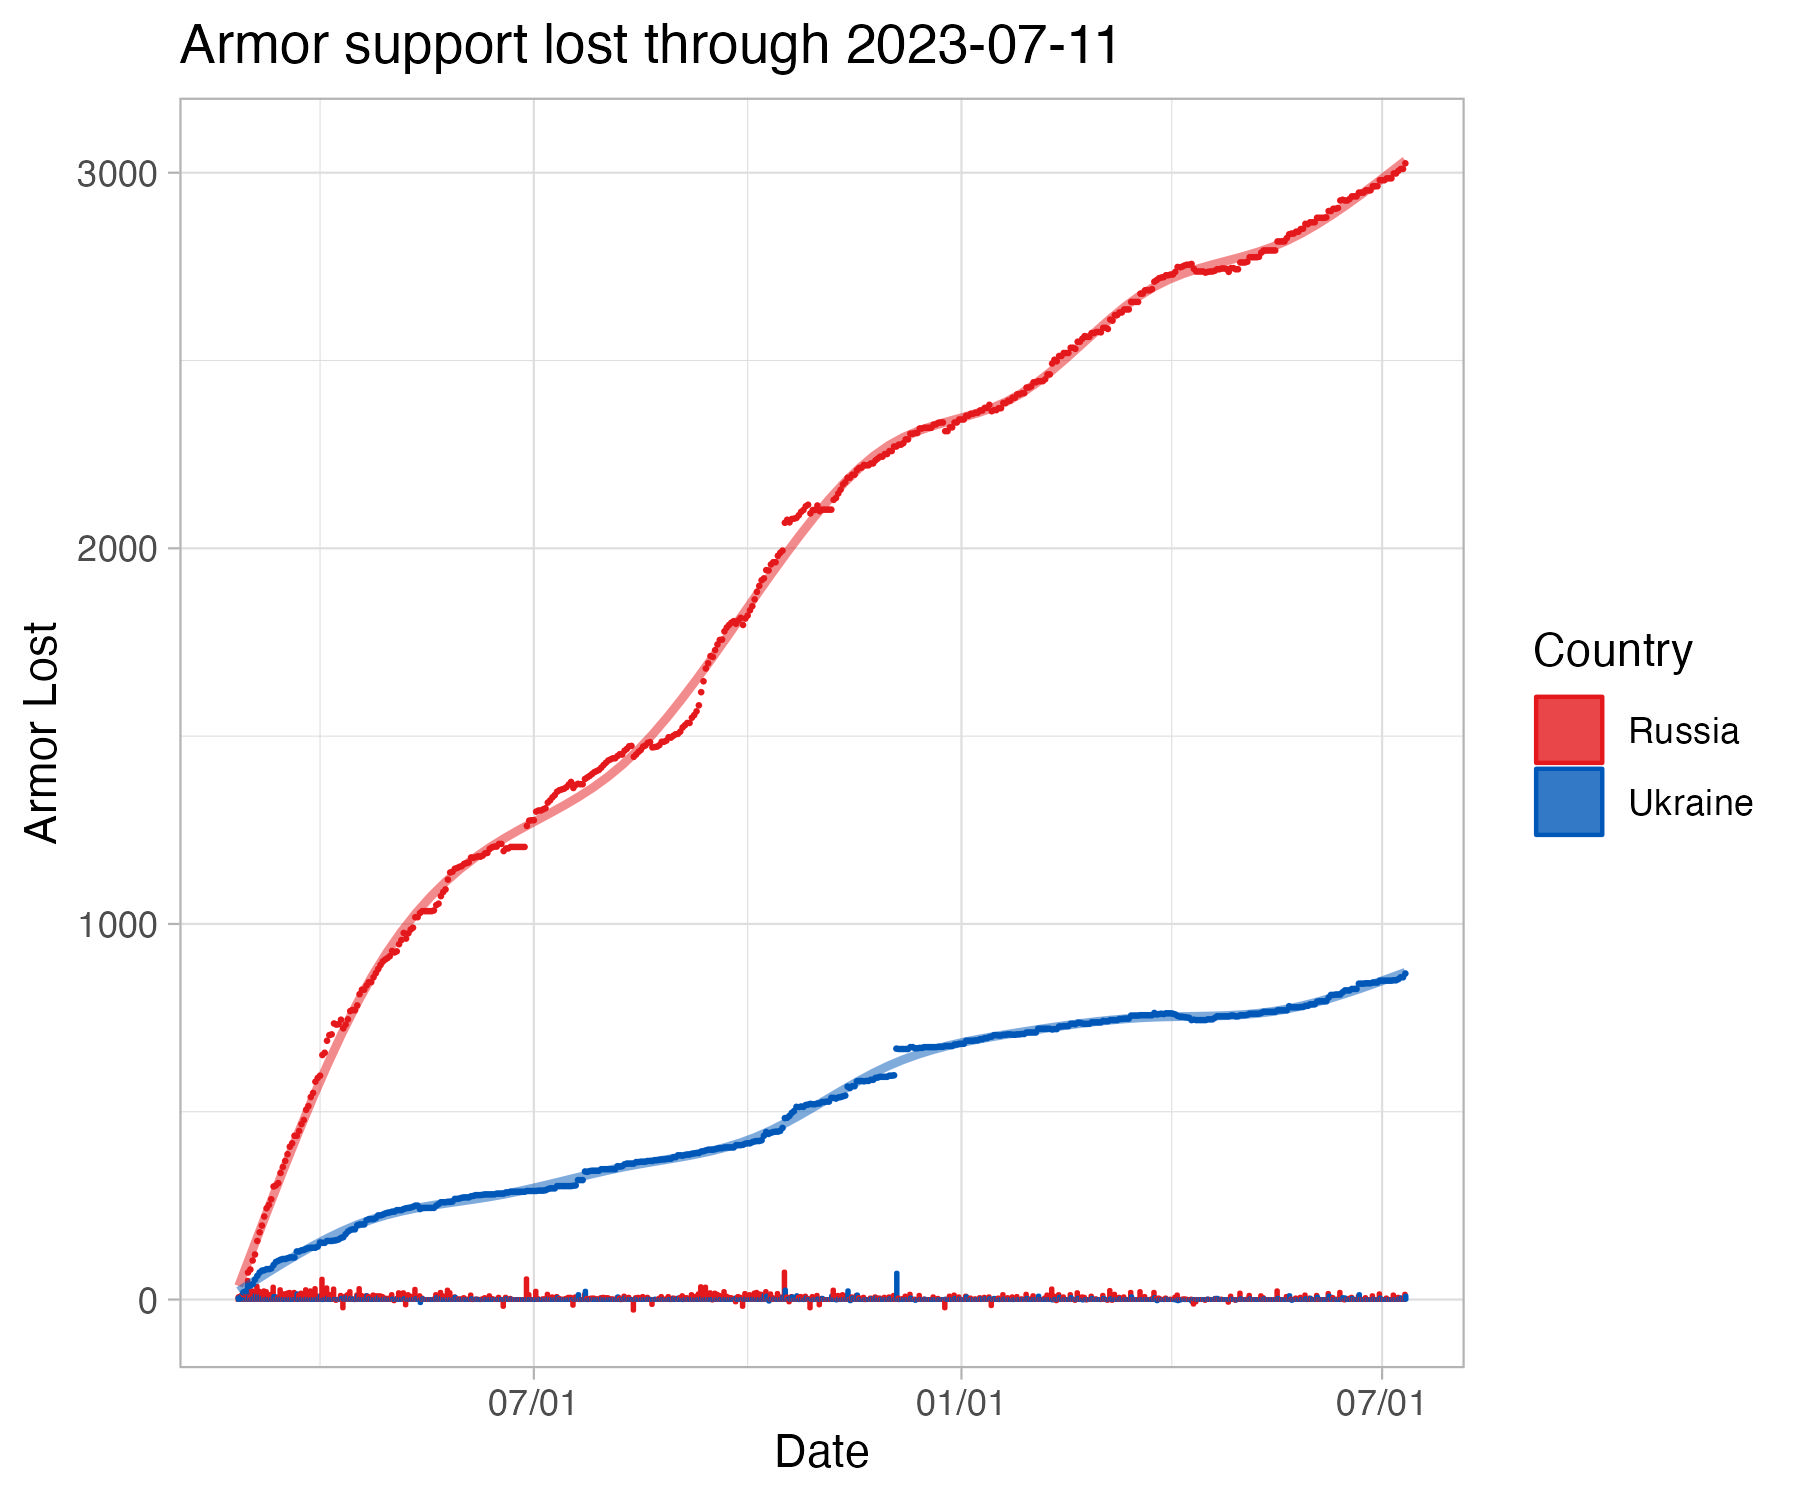 Armor support lost through 2023-07-11
3000
2000
1000
0
Armor Lost
07/01
01/01
07/01
Date
Country
Russia
Ukraine